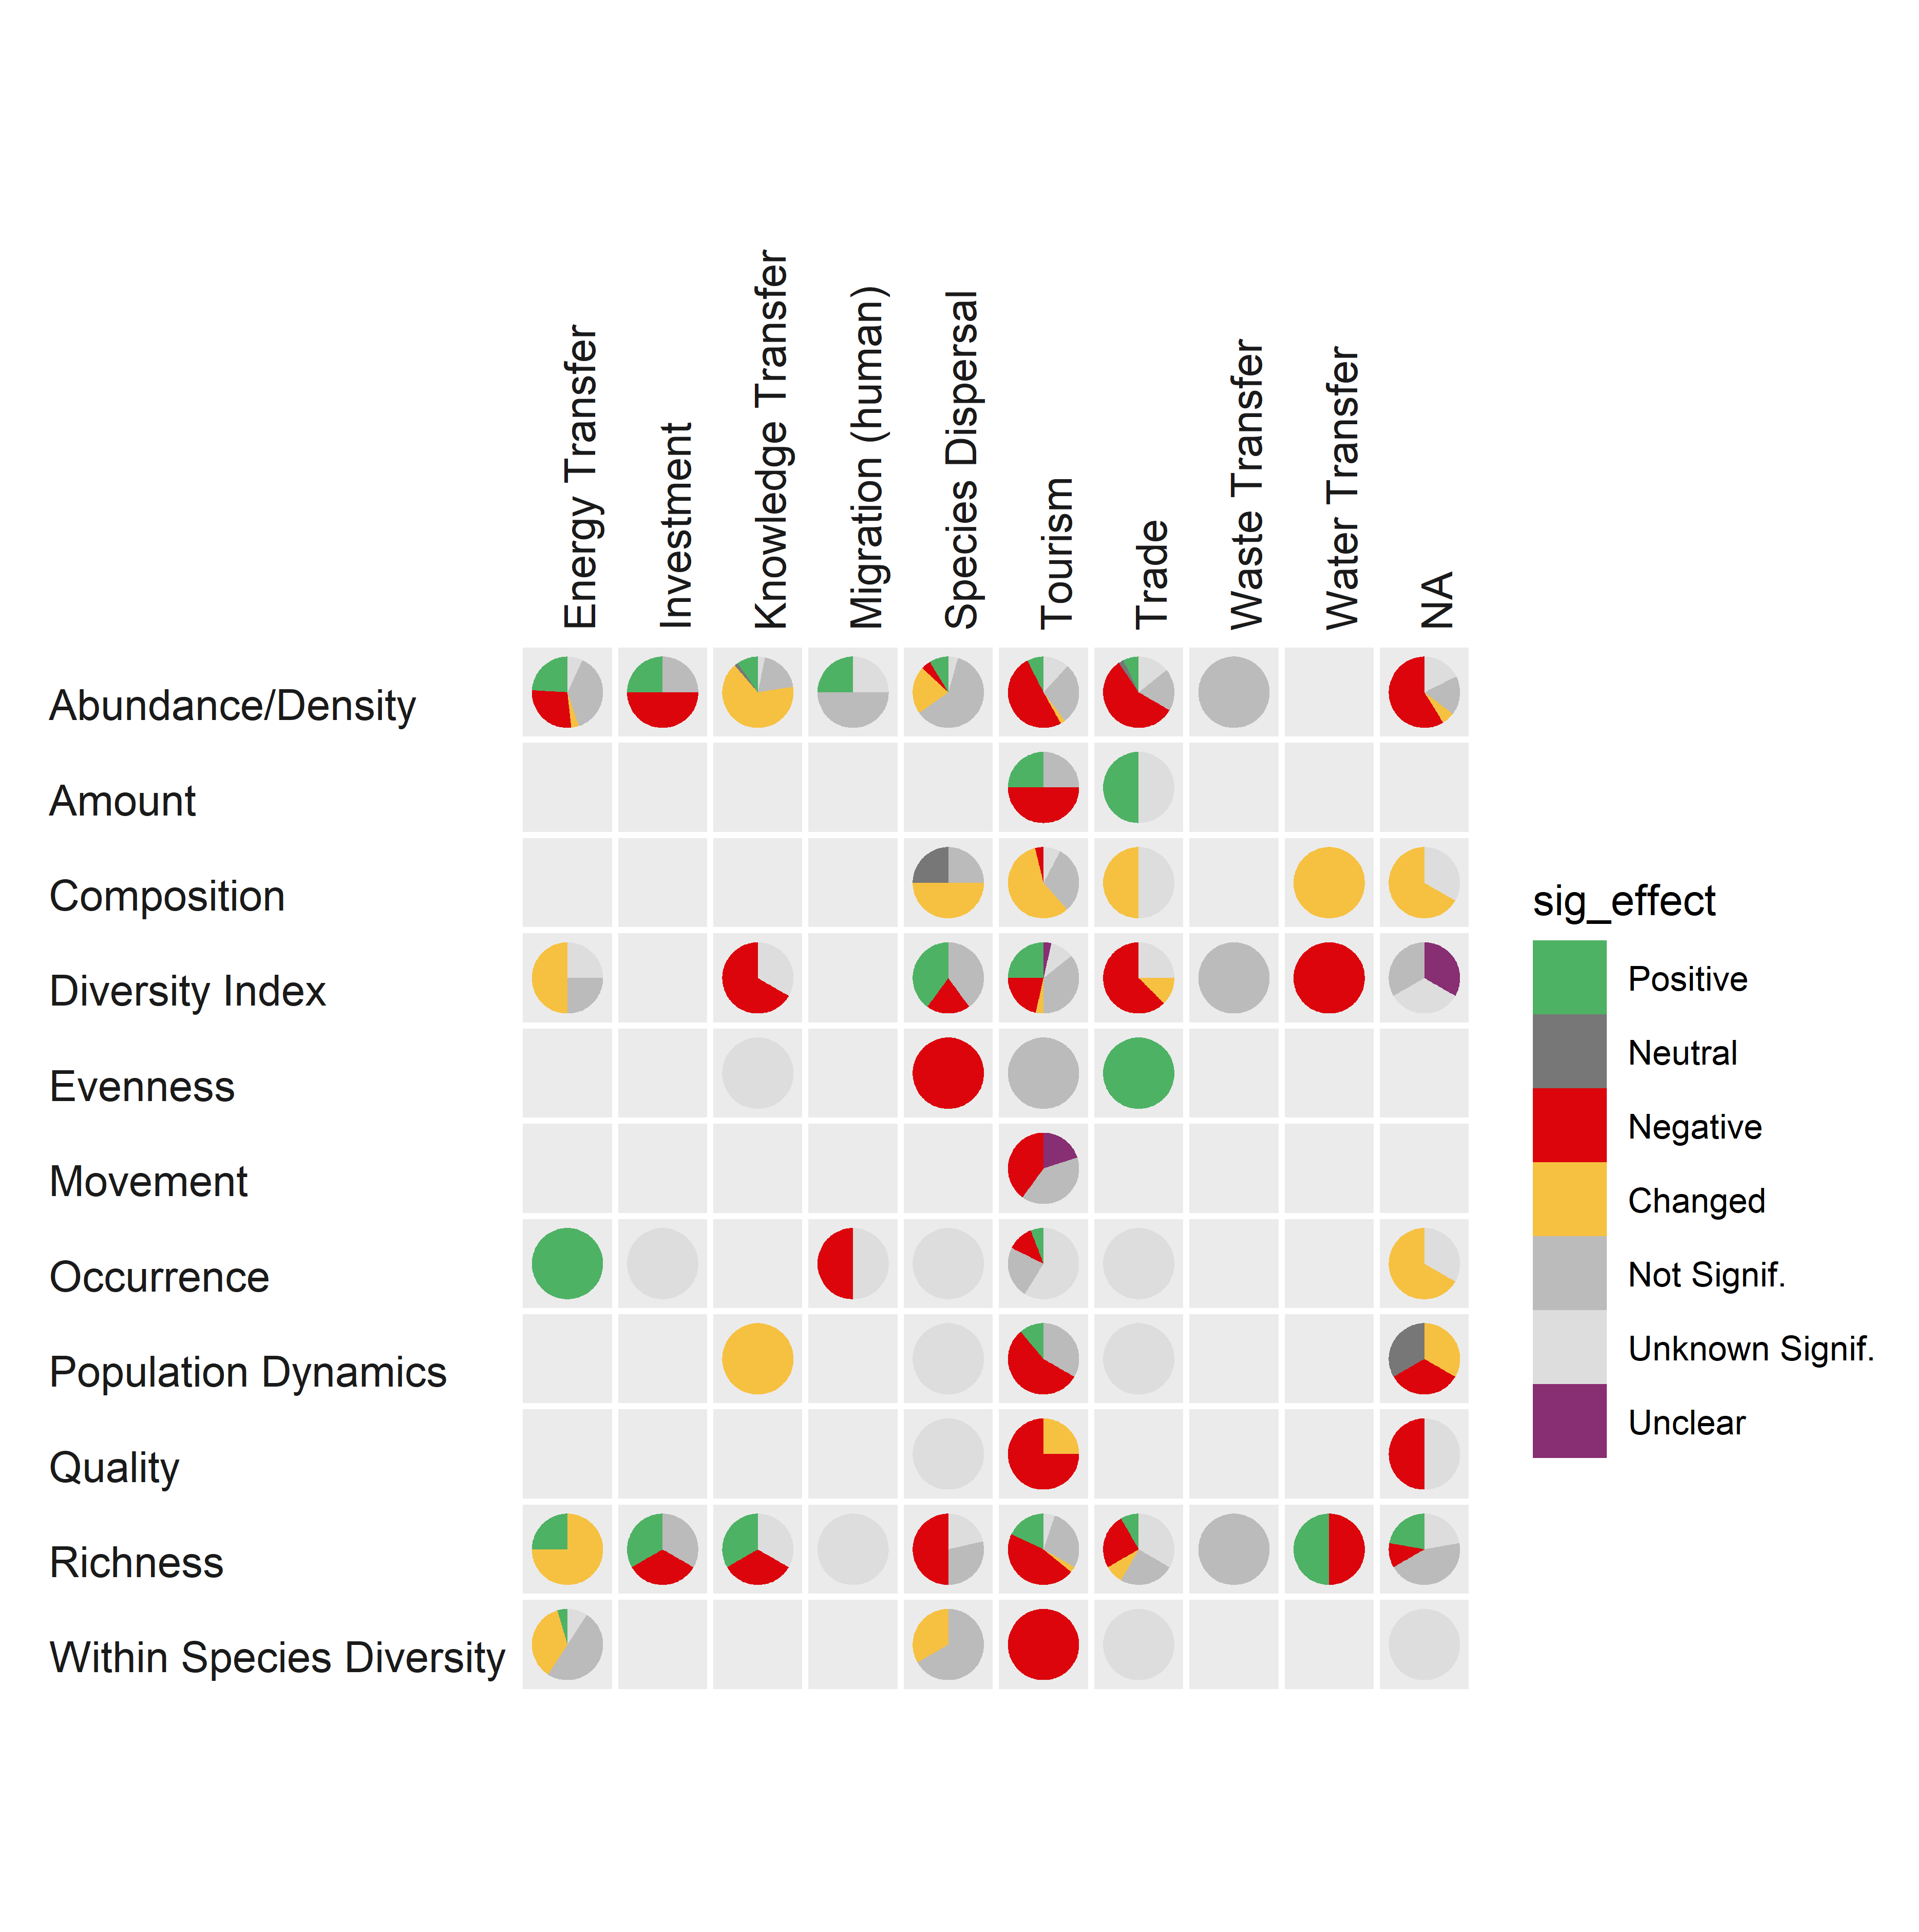 Energy Transfer
Investment
Knowledge Transfer
Migration (human)
Species Dispersal
Tourism
Trade
Waste Transfer
Water Transfer
NA
Abundance/Density
Amount
Composition
Diversity Index
Evenness
Movement
Occurrence
Population Dynamics
Quality
Richness
Within Species Diversity
sig_effect
Positive
Neutral
Negative
Changed
Not Signif.
Unknown Signif.
Unclear